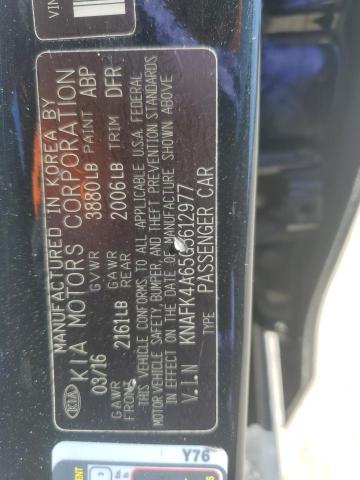 MANUFACTURED IN KOREA BY
KIA KIA MOTORS CORPORATION
03/16 GVWR 3880LB PAINT ABP
GAWR FRONT 2161LB GAWR REAR 2006LB TRIM DFR
THIS VEHICLE CONFORMS TO ALL APPLICABLE U.S.A. FEDERAL
MOTOR VEHICLE SAFETY, BUMPER, AND THEFT PREVENTION STANDARDS
IN EFFECT ON THE DATE OF MANUFACTURE SHOWN ABOVE
V.I.N KNAFK4A65G5612977
TYPE PASSENGER CAR
VIN
Y76